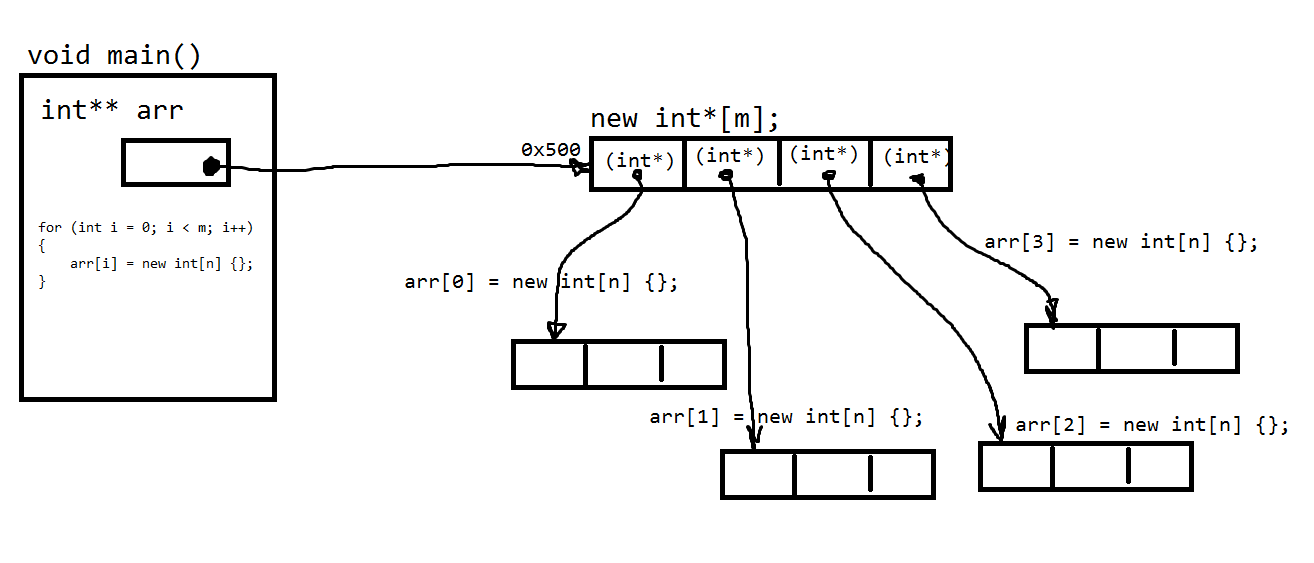 void main()
int** arr
for (int i = 0; i < m; i++)
{
    arr[i] = new int[n] {};
}
new int*[m];
0x500
(int*) (int*) (int*) (int*)
arr[0] = new int[n] {};
arr[1] = new int[n] {};
arr[2] = new int[n] {};
arr[3] = new int[n] {};